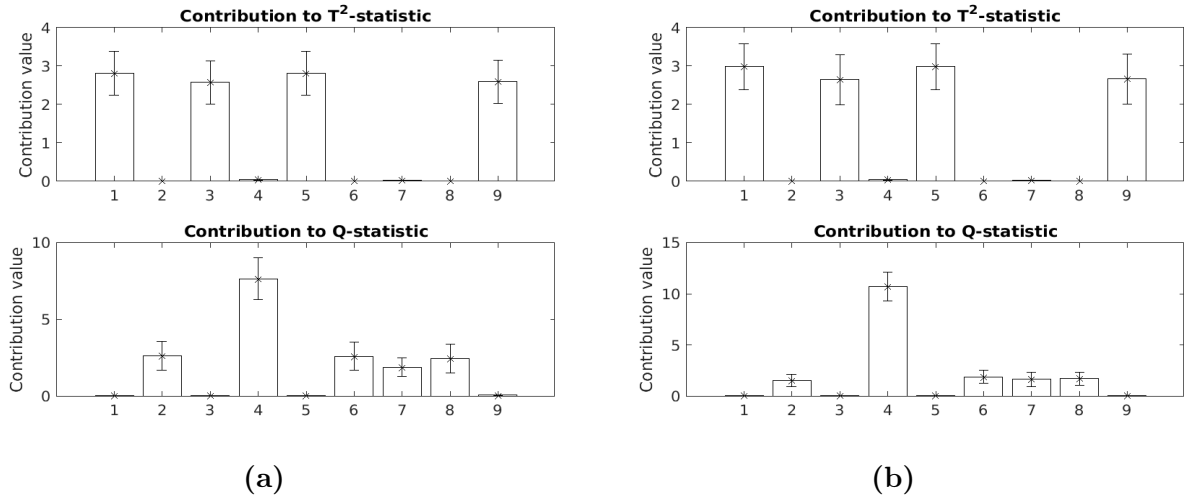 Contribution to T²-statistic
Contribution value
4
3
2
1
0
1 2 3 4 5 6 7 8 9
Contribution to Q-statistic
Contribution value
10
5
0
1 2 3 4 5 6 7 8 9
(a)
Contribution to T²-statistic
Contribution value
4
3
2
1
0
1 2 3 4 5 6 7 8 9
Contribution to Q-statistic
Contribution value
15
10
5
0
1 2 3 4 5 6 7 8 9
(b)